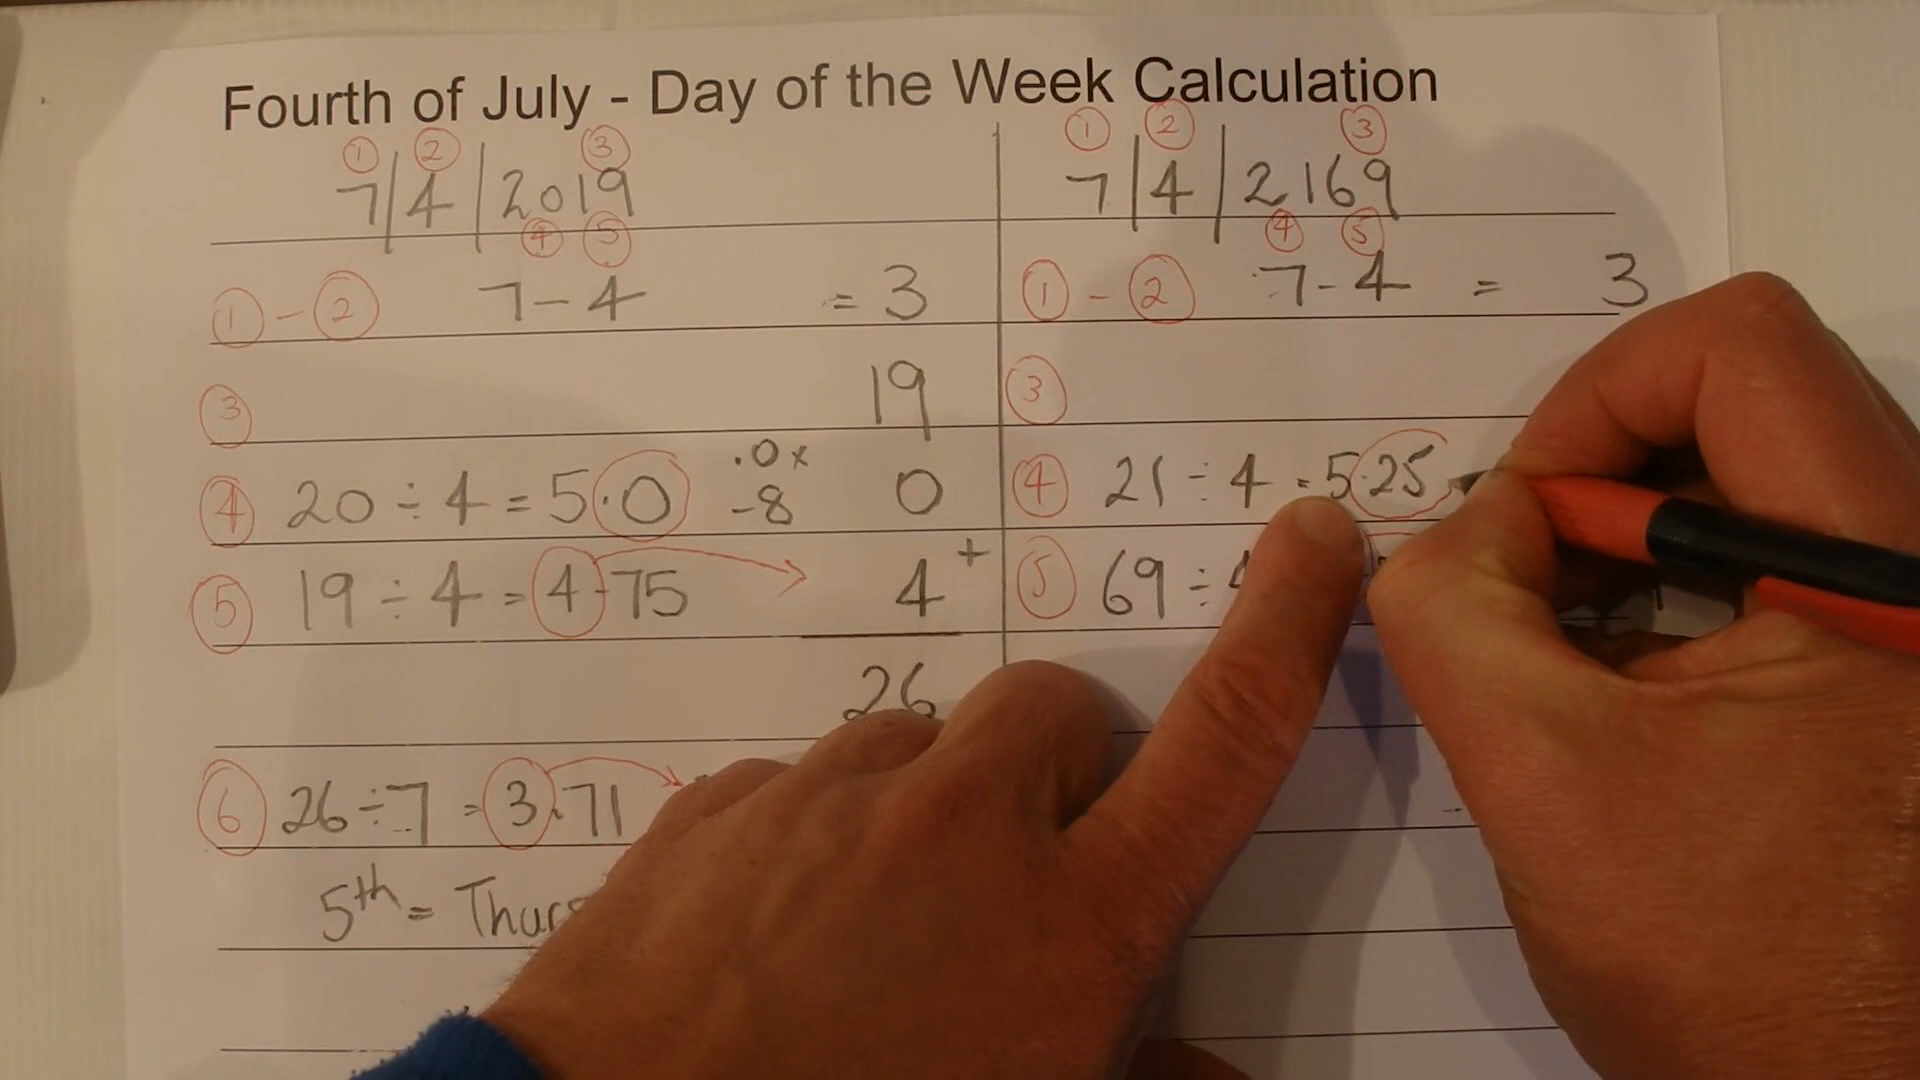 Fourth of July - Day of the Week Calculation
① ② ③
7|4|2019
④ ⑤
①-② 7-4 = 3
③ 19
④ 20÷4=5.0 .0x -8 0
⑤ 19÷4=4.75 4 +
26
⑥ 26÷7=3.71
5th=
① ② ③
7|4|2169
④ ⑤
①-② 7-4 = 3
③
④ 21÷4=5.25
⑤ 69÷